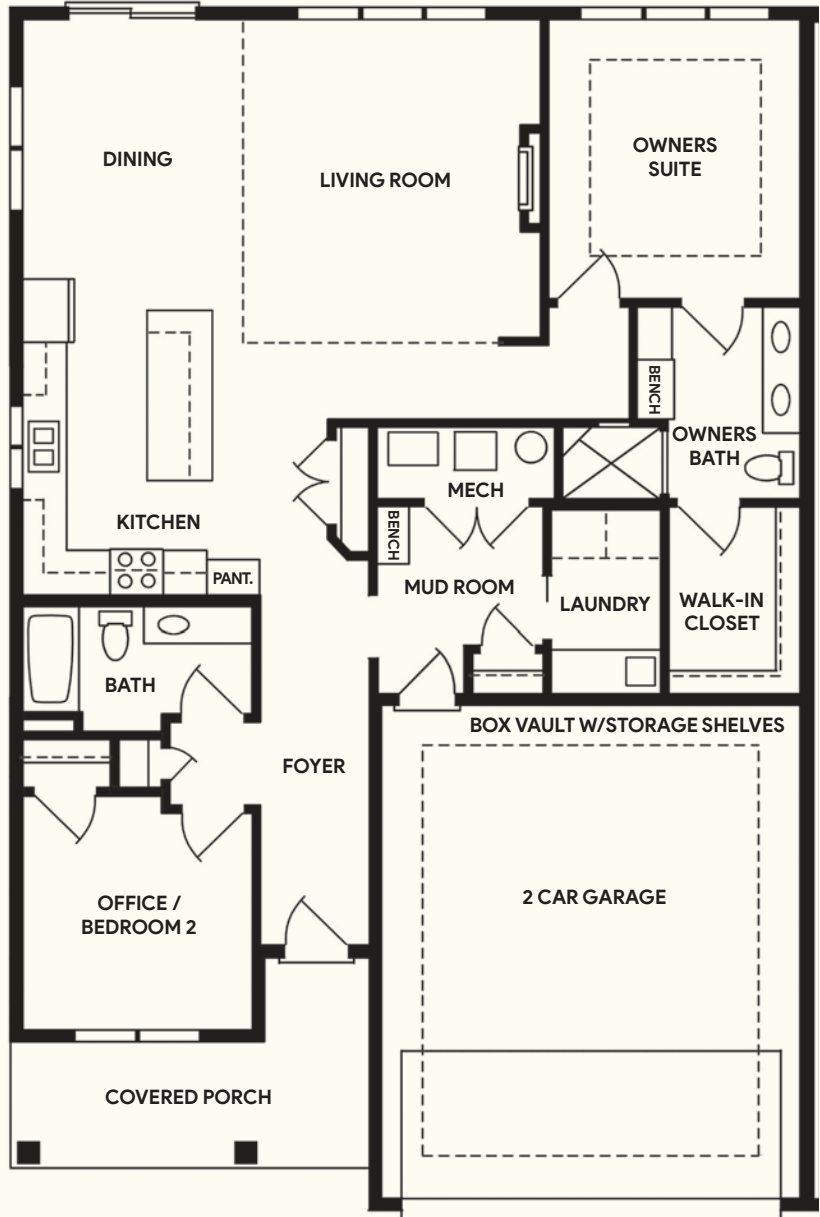 DINING
LIVING ROOM
OWNERS
SUITE
BENCH
OWNERS
BATH
MECH
KITCHEN
BENCH
PANT.
MUD ROOM
LAUNDRY
WALK-IN
CLOSET
BATH
BOX VAULT W/STORAGE SHELVES
FOYER
OFFICE /
BEDROOM 2
2 CAR GARAGE
COVERED PORCH